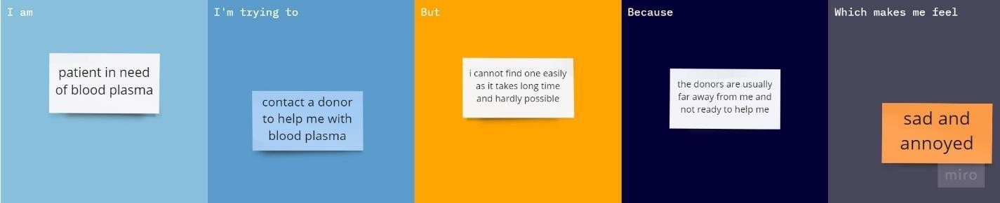 I am
patient in need
of blood plasma
I'm trying to
contact a donor
to help me with
blood plasma
But
i cannot find one easily
as it takes long time
and hardly possible
Because
the donors are usually
far away from me and
not ready to help me
Which makes me feel
sad and
annoyed
miro